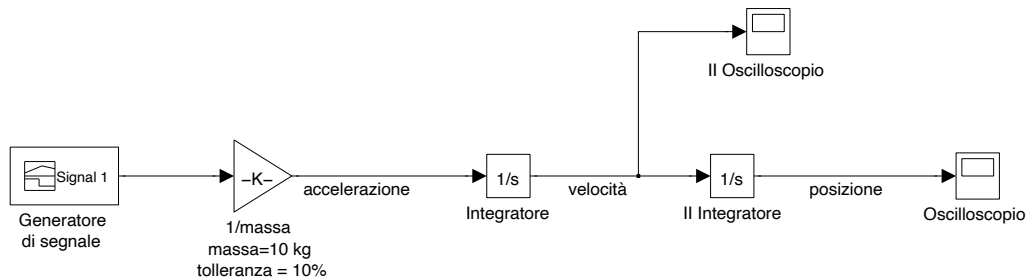 II Oscilloscopio
Signal 1
Generatore
di segnale
-K-
1/massa
massa=10 kg
tolleranza = 10%
accelerazione
1/s
Integratore
velocità
1/s
II Integratore
posizione
Oscilloscopio